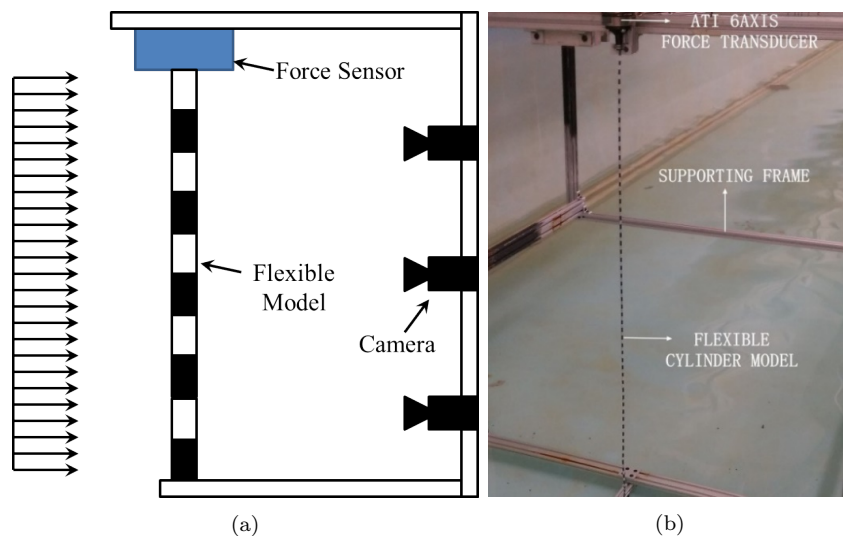 Force Sensor
Flexible
Model
Camera
(a)
ATI 6AXIS
FORCE TRANSDUCER
SUPPORTING FRAME
FLEXIBLE
CYLINDER MODEL
(b)